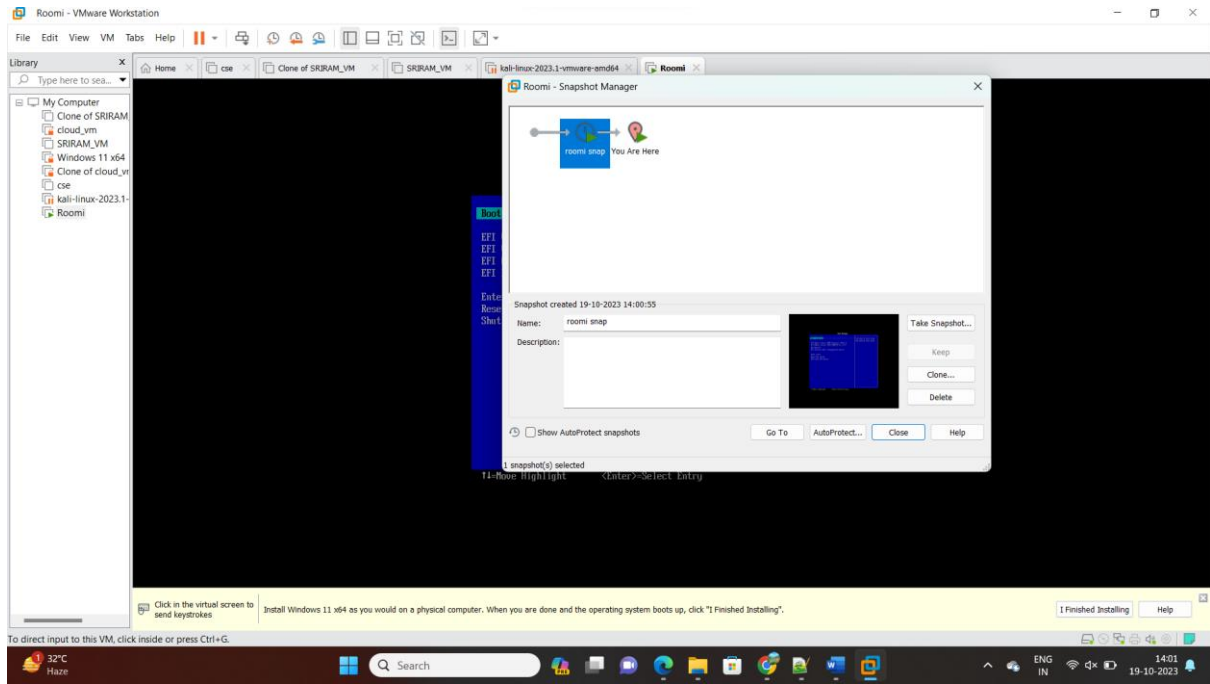 Roomi - VMware Workstation
File Edit View VM Tabs Help
Library X
Type here to sea...
Home cse Clone of SRIRAM_VM SRIRAM_VM kali-linux-2023.1-vmware-amd64 Roomi
My Computer
Clone of SRIRAM
cloud_vm
SRIRAM_VM
Windows 11 x64
Clone of cloud_vr
cse
kali-linux-2023.1-
Roomi
Boot
EFI
EFI
EFI
EFI
Ente
Rese
Shut
Roomi - Snapshot Manager
roomi snap You Are Here
Snapshot created 19-10-2023 14:00:55
Name: roomi snap
Take Snapshot...
Description:
Keep
Clone...
Delete
Show AutoProtect snapshots Go To AutoProtect... Close Help
1 snapshot(s) selected
↑↓=Move Highlight <Enter>=Select Entry
Click in the virtual screen to
send keystrokes
Install Windows 11 x64 as you would on a physical computer. When you are done and the operating system boots up, click "I Finished Installing".
I Finished Installing Help
To direct input to this VM, click inside or press Ctrl+G.
1 32°C
Haze
Search
ENG
IN
14:01
19-10-2023